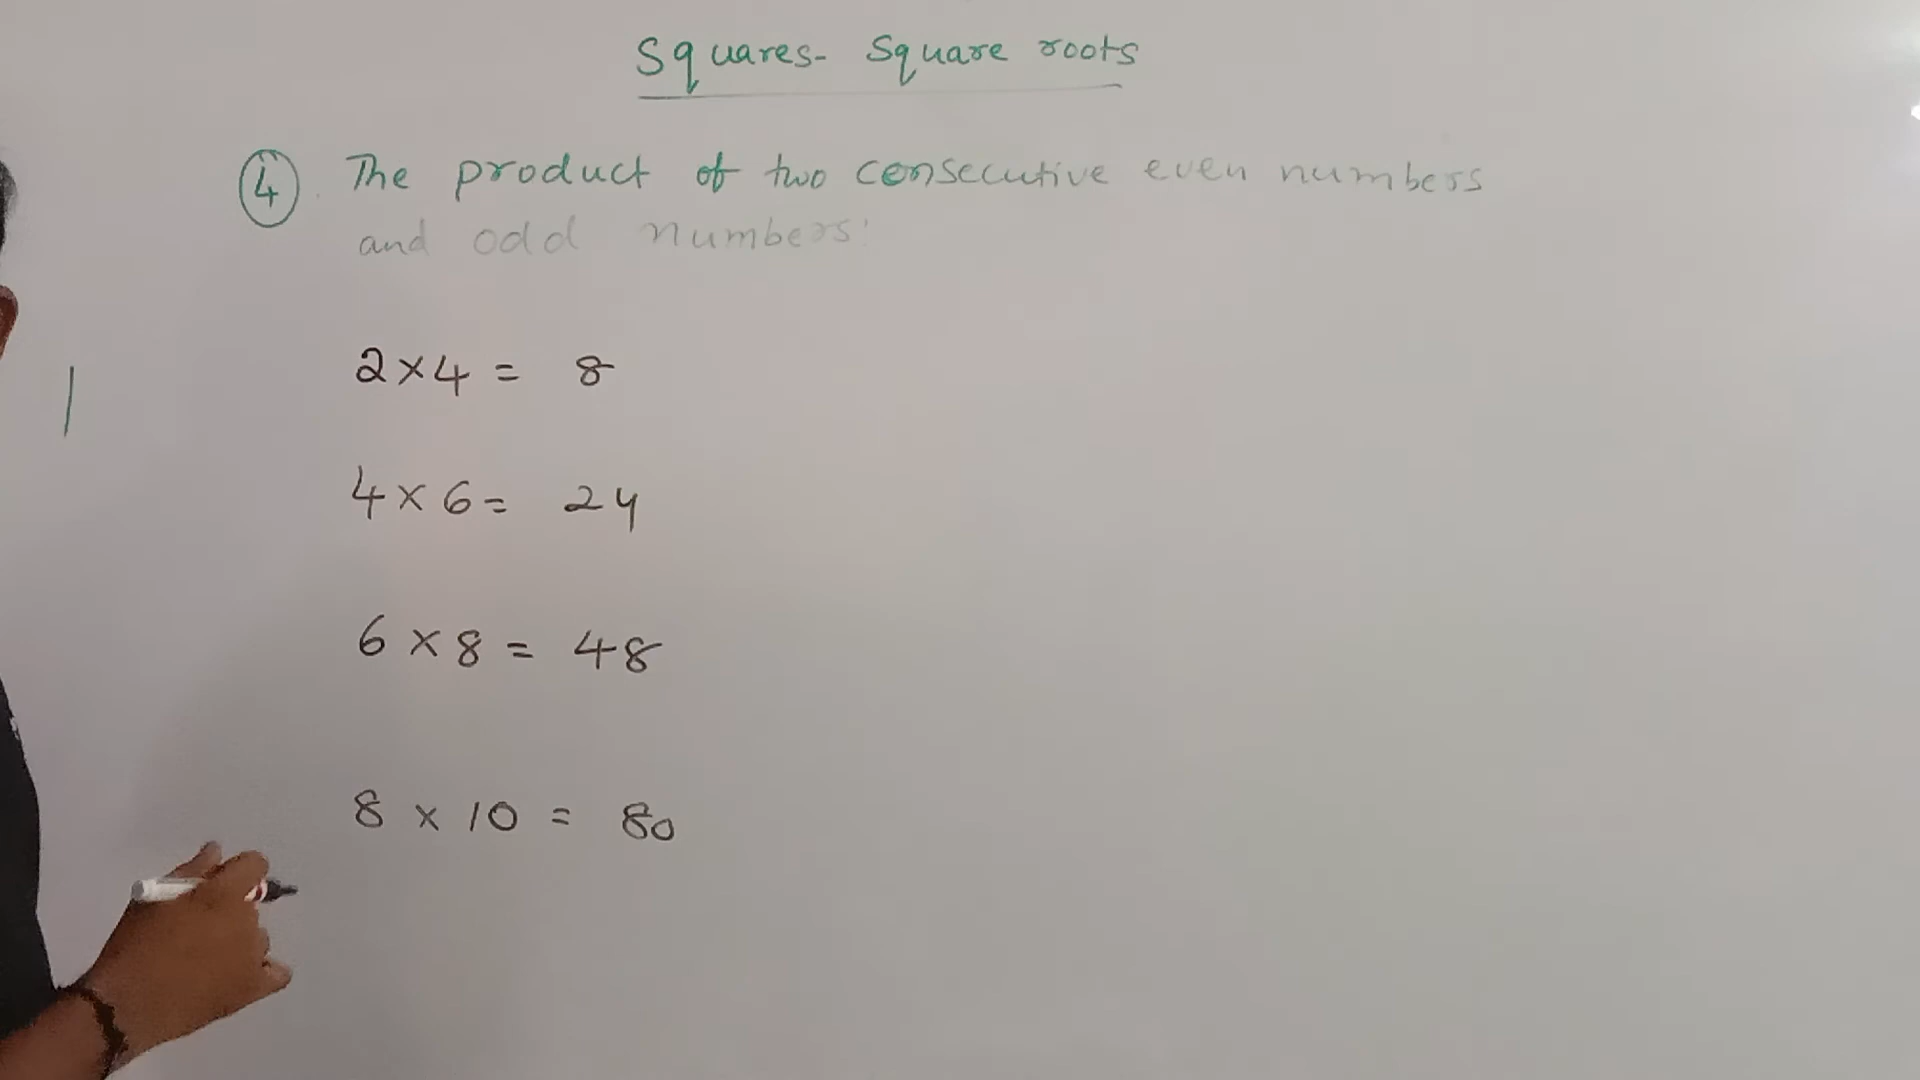 Squares- Square roots
4. The product of two consecutive even numbers
and odd numbers:
2×4 = 8
4×6= 24
6×8= 48
8×10 = 80